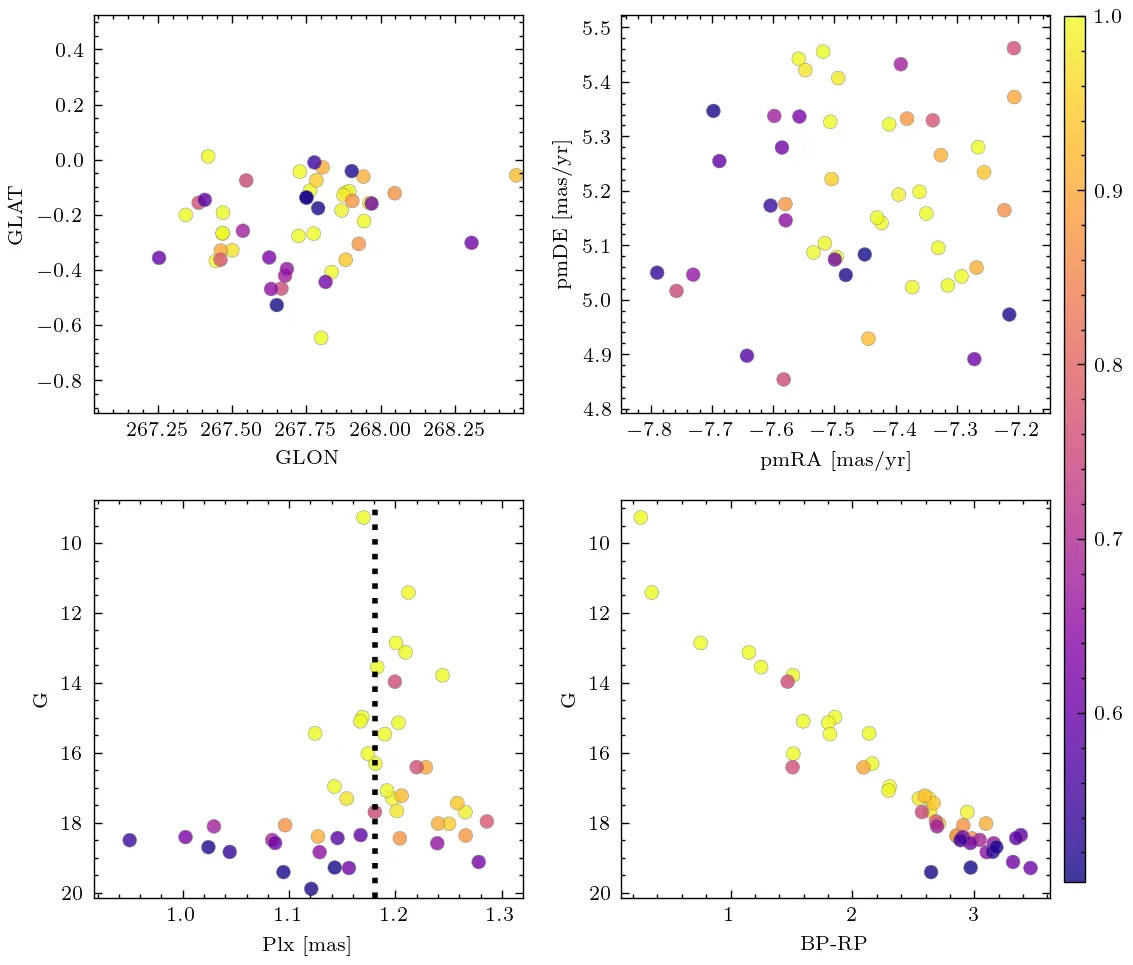 0.4
0.2
0.0
−0.2
−0.4
−0.6
−0.8
GLAT
267.25 267.50 267.75 268.00 268.25
GLON
5.5
5.4
5.3
5.2
5.1
5.0
4.9
4.8
pmDE [mas/yr]
−7.8 −7.7 −7.6 −7.5 −7.4 −7.3 −7.2
pmRA [mas/yr]
1.0
0.9
0.8
0.7
0.6
10
12
14
16
18
20
G
1.0 1.1 1.2 1.3
Plx [mas]
10
12
14
16
18
20
G
1 2 3
BP-RP